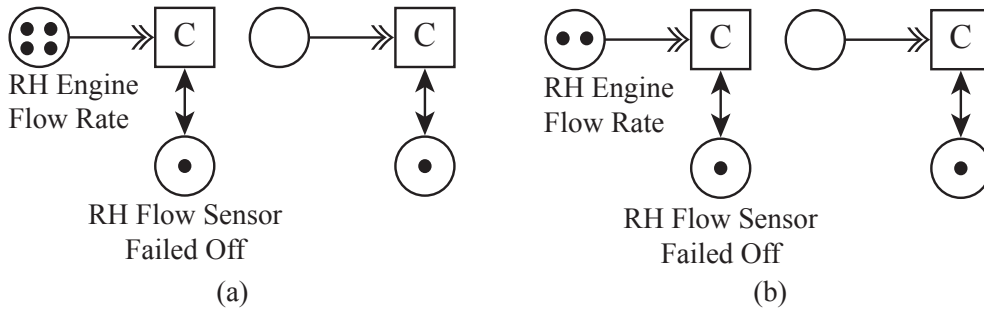 C
C
RH Engine
Flow Rate
RH Flow Sensor
Failed Off
(a)
C
C
RH Engine
Flow Rate
RH Flow Sensor
Failed Off
(b)